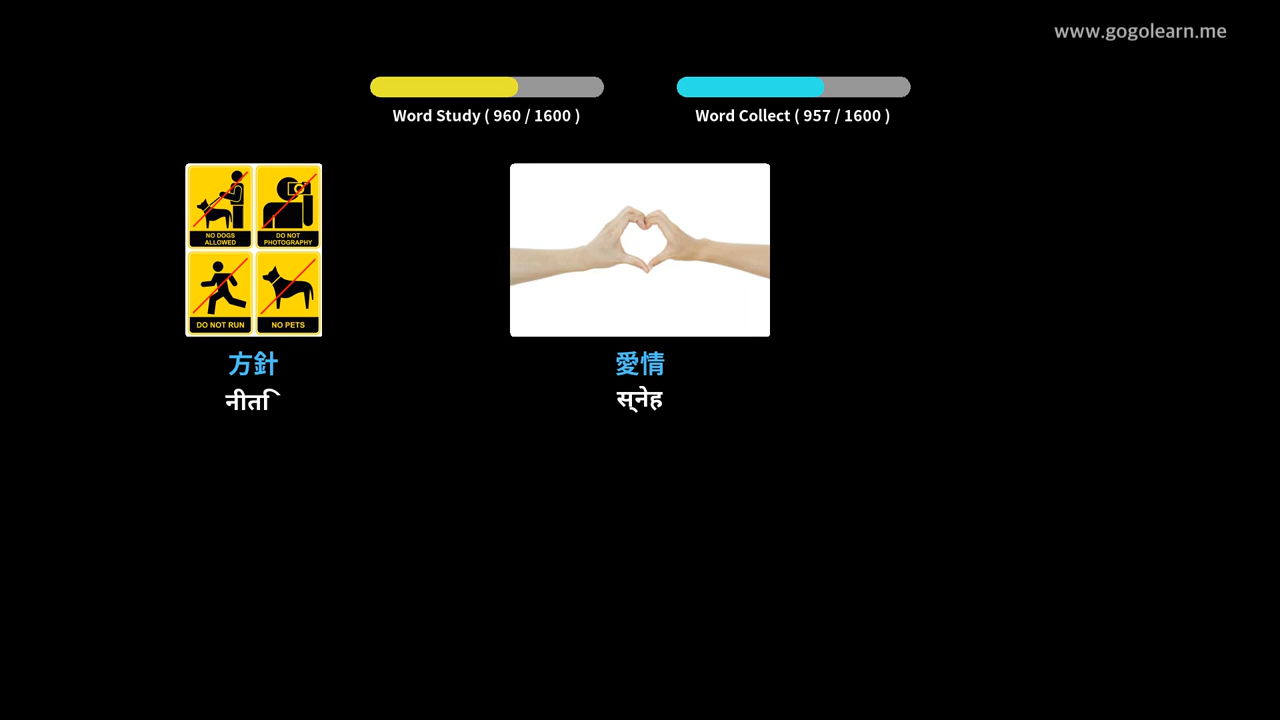 www.gogolearn.me
Word Study ( 960 / 1600 )
Word Collect ( 957 / 1600 )
NO DOGS
ALLOWED
DO NOT
PHOTOGRAPHY
DO NOT RUN
NO PETS
方針
愛情
नीति
स्नेह